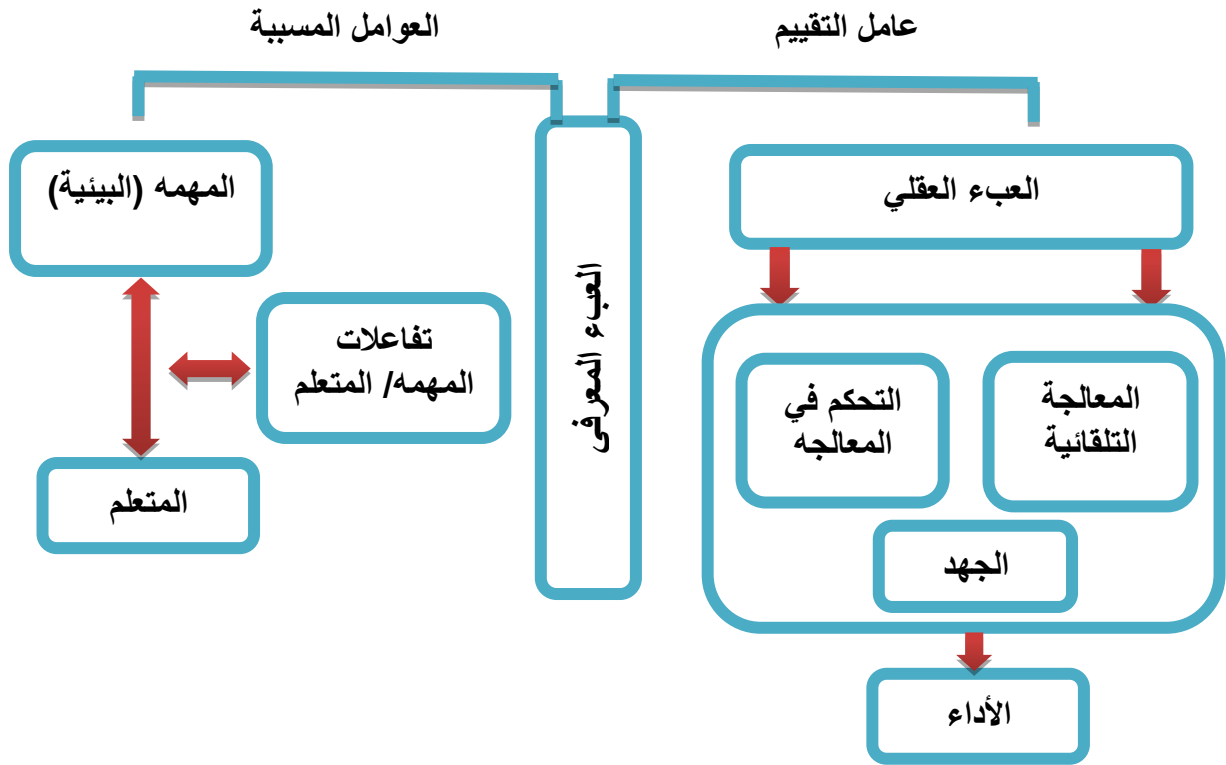 عامل التقييم
العوامل المسببة
العبء العقلي
المعالجة
التلقائية
التحكم في
المعالجه
الجهد
الأداء
العبء المعرفى
المهمه (البيئية)
تفاعلات
المهمه/ المتعلم
المتعلم